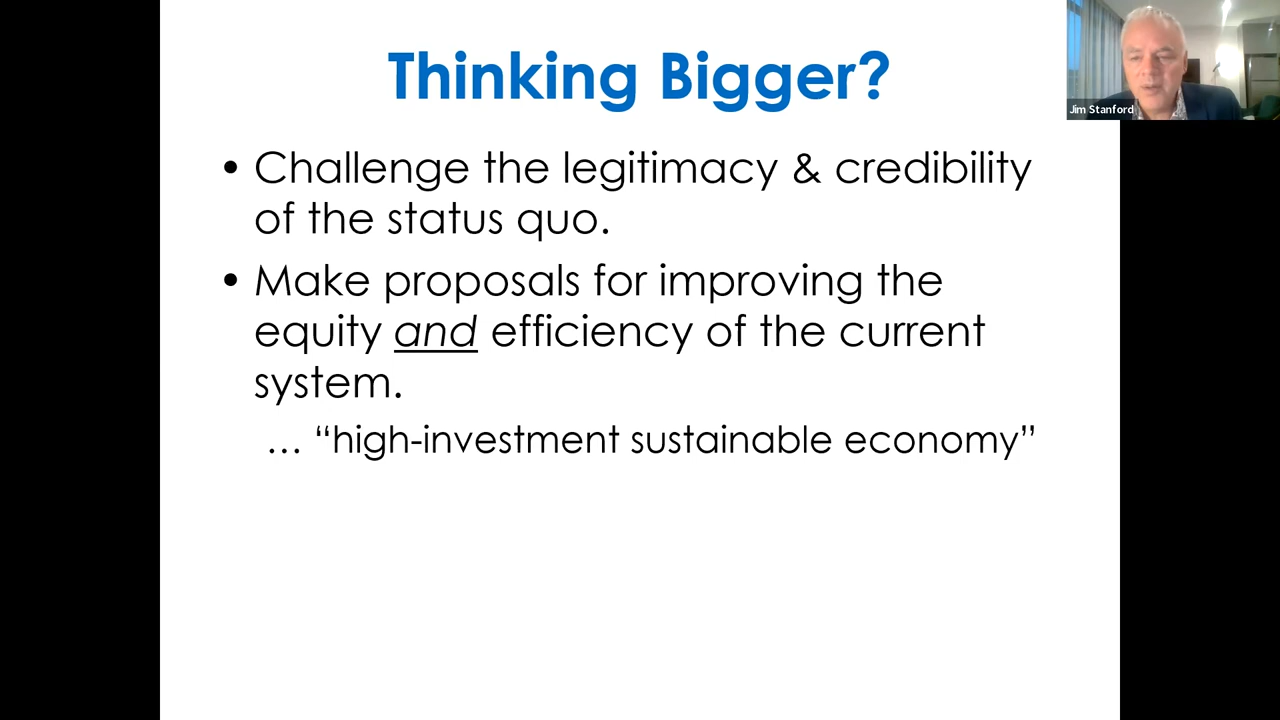 Thinking Bigger?
Jim Stanford
• Challenge the legitimacy & credibility
of the status quo.
• Make proposals for improving the
equity and efficiency of the current
system.
… “high-investment sustainable economy”